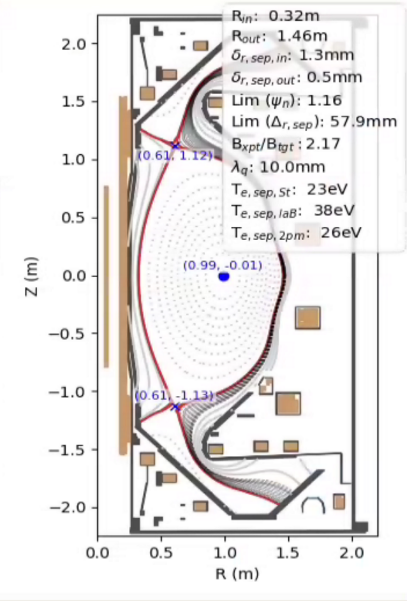 R_in: 0.32m
R_out: 1.46m
δ_r,sep,in: 1.3mm
δ_r,sep,out: 0.5mm
Lim (ψ_n): 1.16
Lim (Δ_r,sep): 57.9mm
B_xpt/B_tgt: 2.17
λ_q: 10.0mm
T_e,sep,St: 23eV
T_e,sep,laB: 38eV
T_e,sep,2pm: 26eV
2.0
1.5
1.0
0.5
0.0
−0.5
−1.0
−1.5
−2.0
Z (m)
(0.61, 1.12)
(0.99, -0.01)
(0.61, -1.13)
0.0 0.5 1.0 1.5 2.0
R (m)